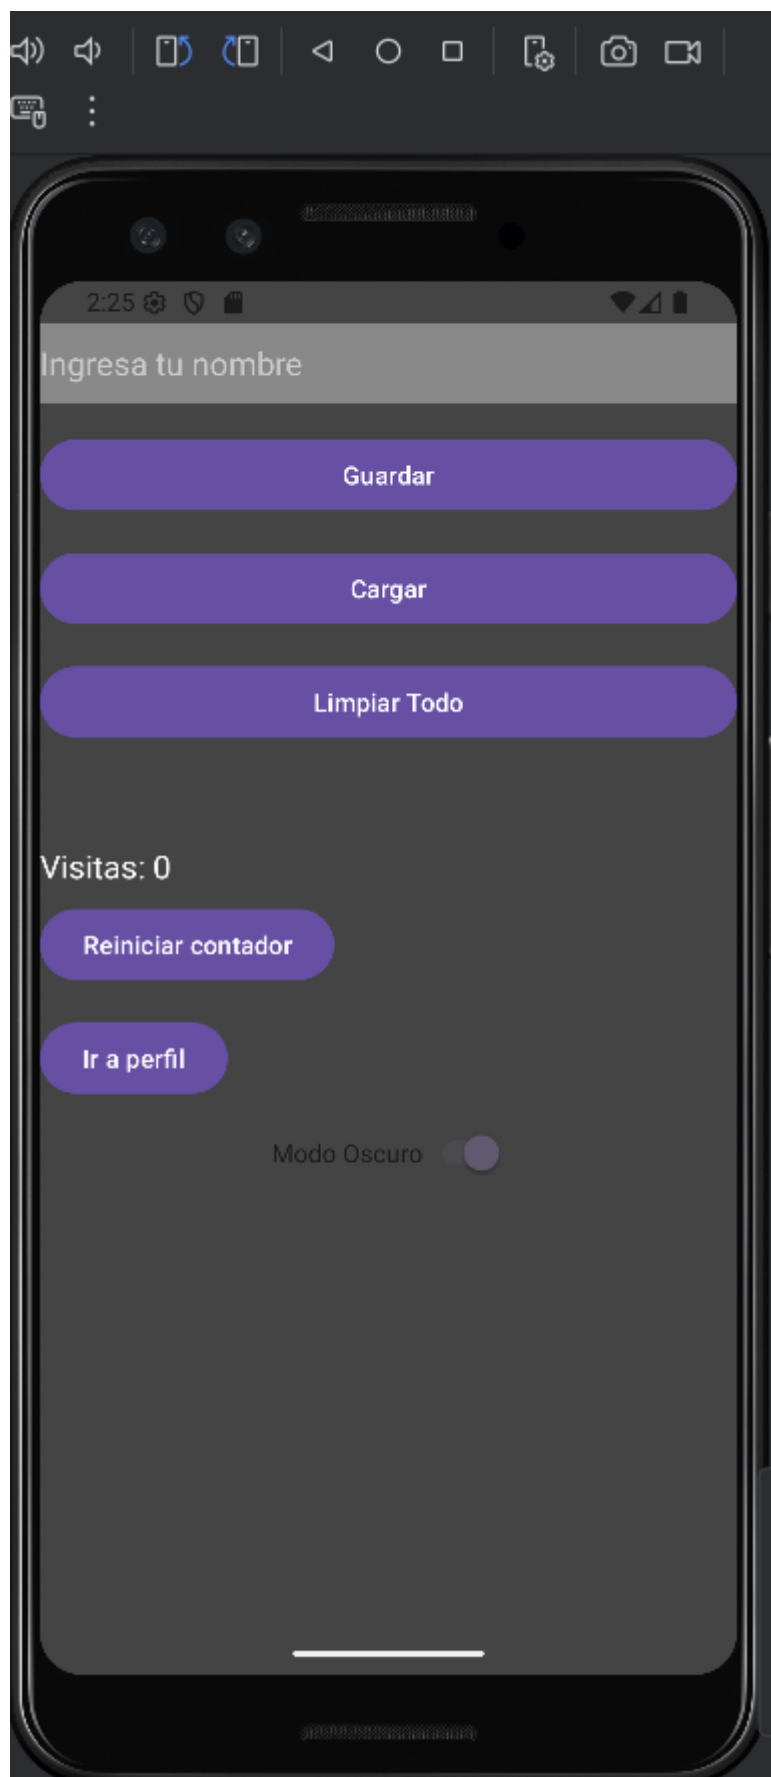 2:25
Ingresa tu nombre
Guardar
Cargar
Limpiar Todo
Visitas: 0
Reiniciar contador
Ir a perfil
Modo Oscuro